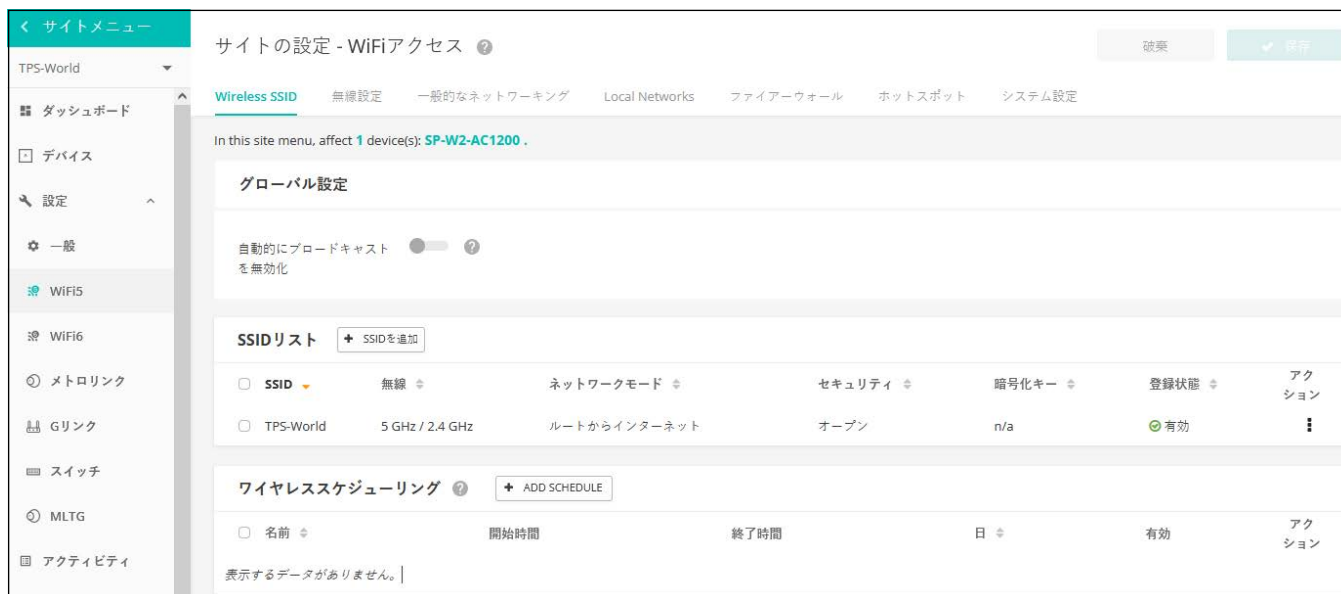 サイトメニュー
TPS-World
ダッシュボード
デバイス
設定
一般
WiFi5
WiFi6
メトロリンク
Gリンク
スイッチ
MLTG
アクティビティ
サイトの設定 - WiFiアクセス ?
破棄 保存
Wireless SSID 無線設定 一般的なネットワーキング Local Networks ファイアーウォール ホットスポット システム設定
In this site menu, affect 1 device(s): SP-W2-AC1200 .
グローバル設定
自動的にブロードキャスト ?
を無効化
SSIDリスト + SSIDを追加
SSID 無線 ネットワークモード セキュリティ 暗号化キー 登録状態 アク
ション
TPS-World 5 GHz / 2.4 GHz ルートからインターネット オープン n/a 有効
ワイヤレススケジューリング ? + ADD SCHEDULE
名前 開始時間 終了時間 日 有効 アク
ション
表示するデータがありません。